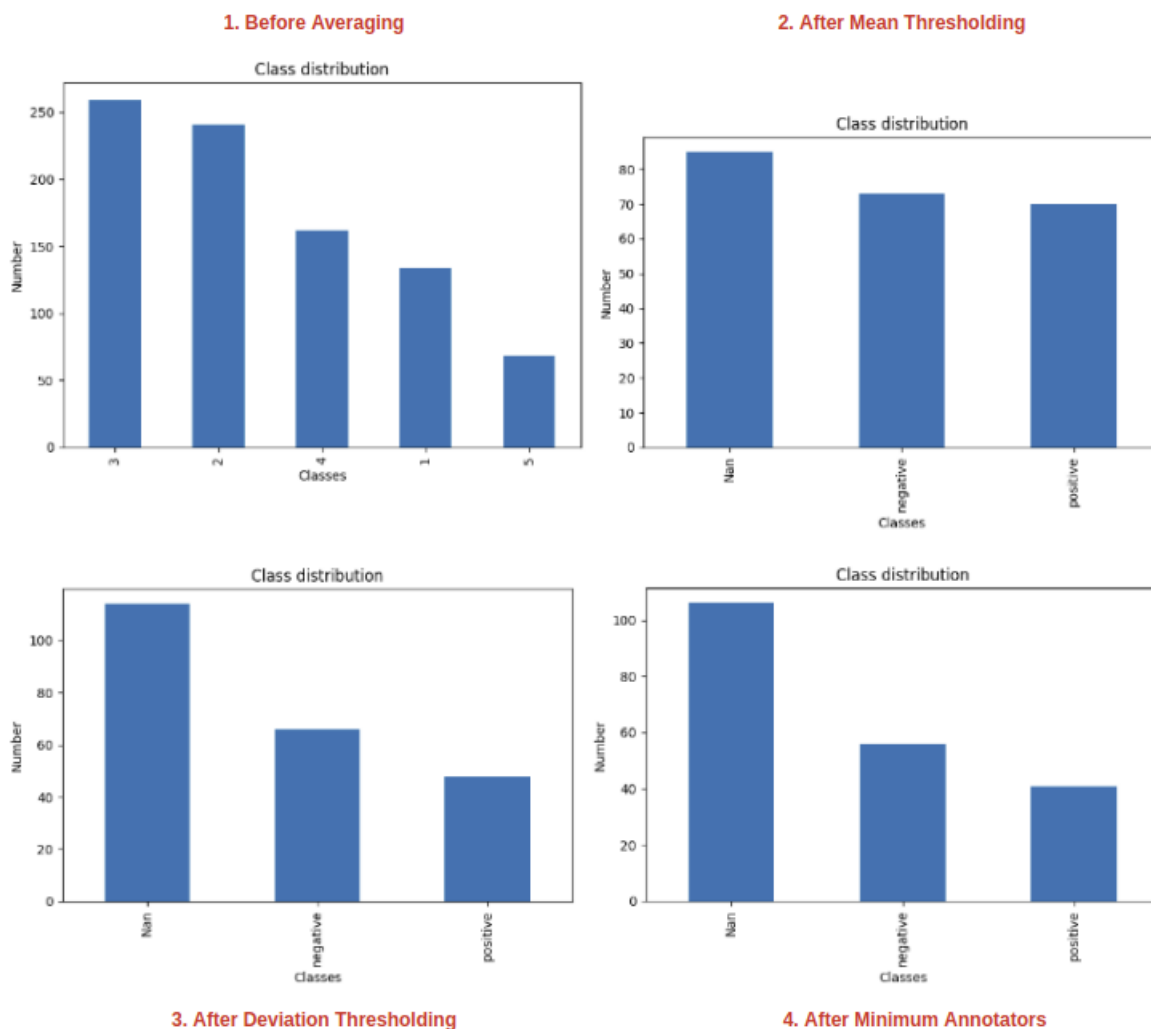 1. Before Averaging
Class distribution
Number
250
200
150
100
50
0
3 2 4 1 5
Classes
2. After Mean Thresholding
Class distribution
Number
80
70
60
50
40
30
20
10
0
Nan negative positive
Classes
Class distribution
Number
100
80
60
40
20
0
Nan negative positive
Classes
3. After Deviation Thresholding
Class distribution
Number
100
80
60
40
20
0
Nan negative positive
Classes
4. After Minimum Annotators